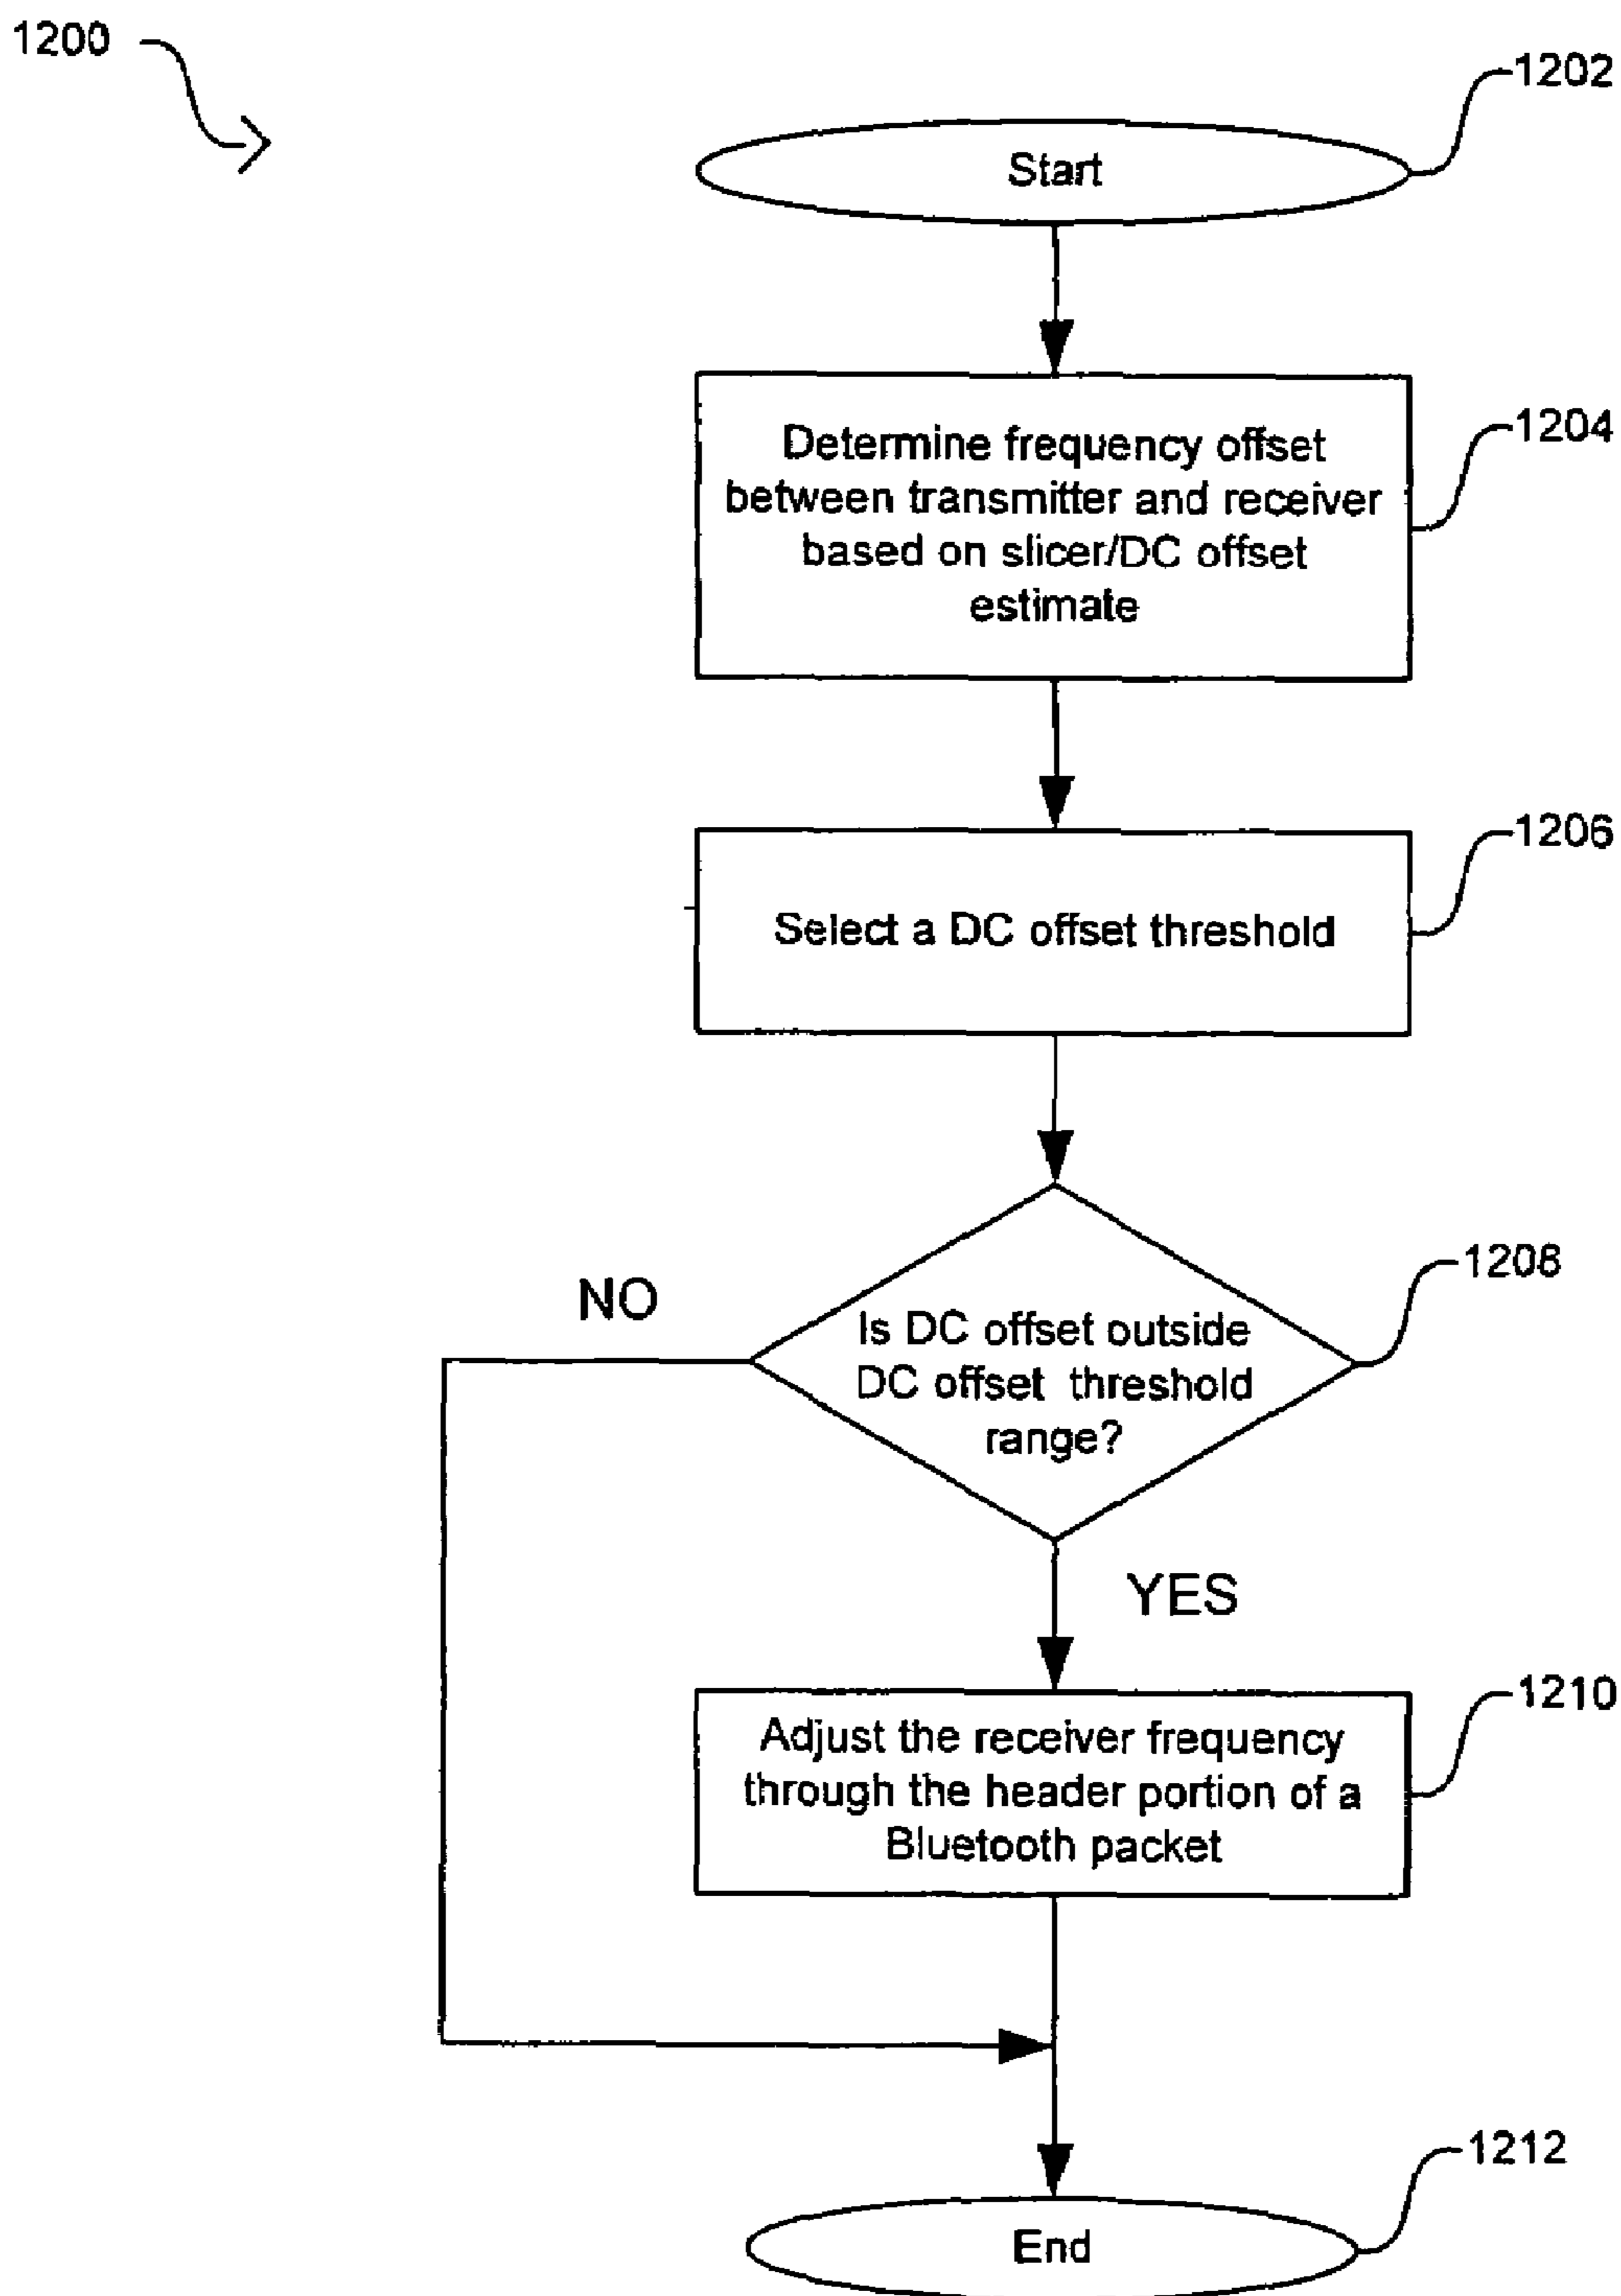 1200
1202
Start
1204
Determine frequency offset
between transmitter and receiver
based on slicer/DC offset
estimate
1206
Select a DC offset threshold
1208
NO
Is DC offset outside
DC offset threshold
range?
YES
1210
Adjust the receiver frequency
through the header portion of a
Bluetooth packet
1212
End